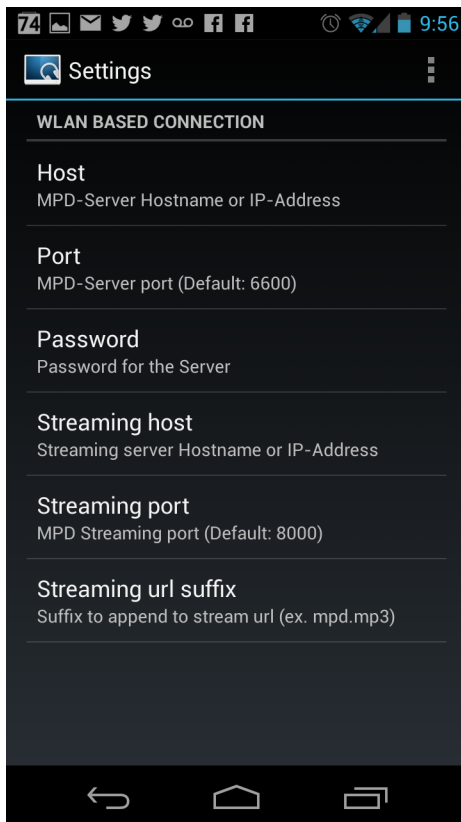 74 9:56
Settings
WLAN BASED CONNECTION
Host
MPD-Server Hostname or IP-Address
Port
MPD-Server port (Default: 6600)
Password
Password for the Server
Streaming host
Streaming server Hostname or IP-Address
Streaming port
MPD Streaming port (Default: 8000)
Streaming url suffix
Suffix to append to stream url (ex. mpd.mp3)